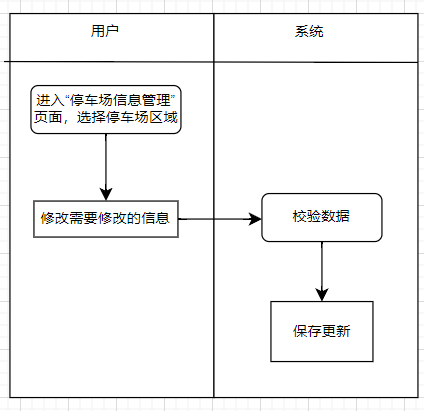 用户
系统
进入“停车场信息管理”
页面，选择停车场区域
修改需要修改的信息
校验数据
保存更新